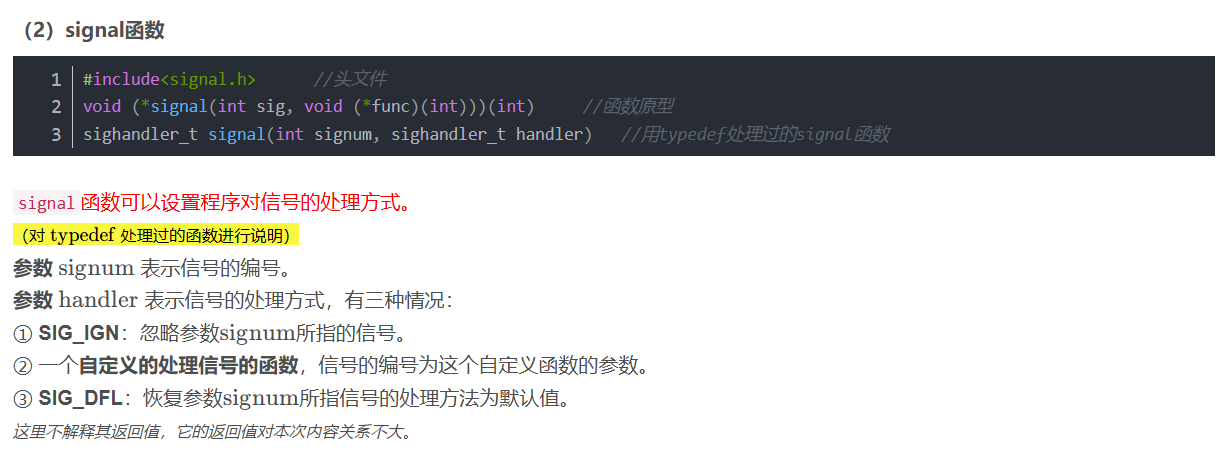 （2）signal函数
1 #include<signal.h>      //头文件
2 void (*signal(int sig, void (*func)(int)))(int)     //函数原型
3 sighandler_t signal(int signum, sighandler_t handler)   //用typedef处理过的signal函数
signal 函数可以设置程序对信号的处理方式。
（对 typedef 处理过的函数进行说明）
参数 signum 表示信号的编号。
参数 handler 表示信号的处理方式，有三种情况：
① SIG_IGN：忽略参数signum所指的信号。
② 一个自定义的处理信号的函数，信号的编号为这个自定义函数的参数。
③ SIG_DFL：恢复参数signum所指信号的处理方法为默认值。
这里不解释其返回值，它的返回值对本次内容关系不大。